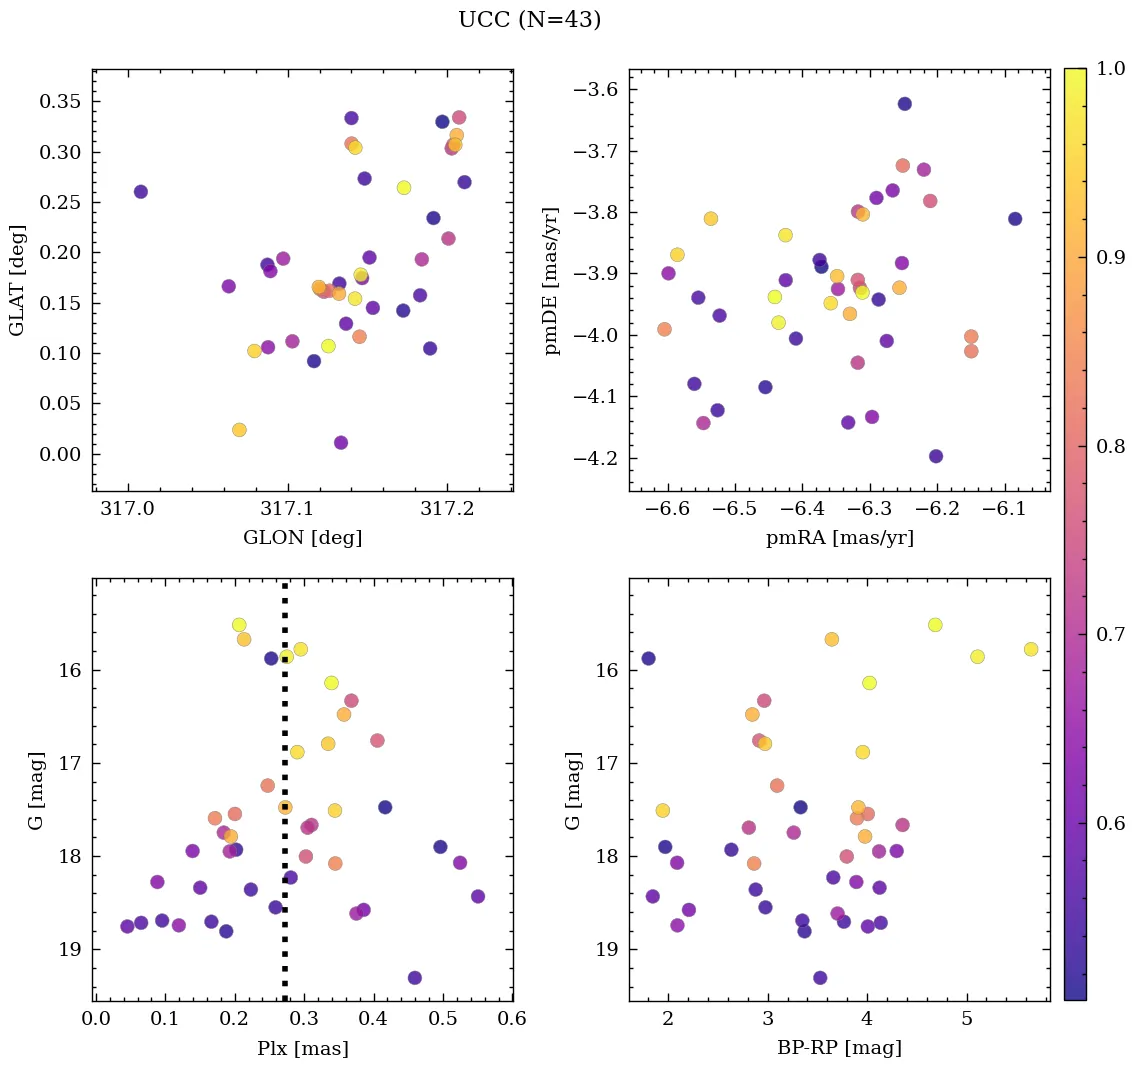 UCC (N=43)
0.35
0.30
0.25
0.20
0.15
0.10
0.05
0.00
GLAT [deg]
317.0 317.1 317.2
GLON [deg]
−3.6
−3.7
−3.8
−3.9
−4.0
−4.1
−4.2
pmDE [mas/yr]
−6.6 −6.5 −6.4 −6.3 −6.2 −6.1
pmRA [mas/yr]
16
17
18
19
G [mag]
0.0 0.1 0.2 0.3 0.4 0.5 0.6
Plx [mas]
16
17
18
19
G [mag]
2 3 4 5
BP-RP [mag]
1.0
0.9
0.8
0.7
0.6